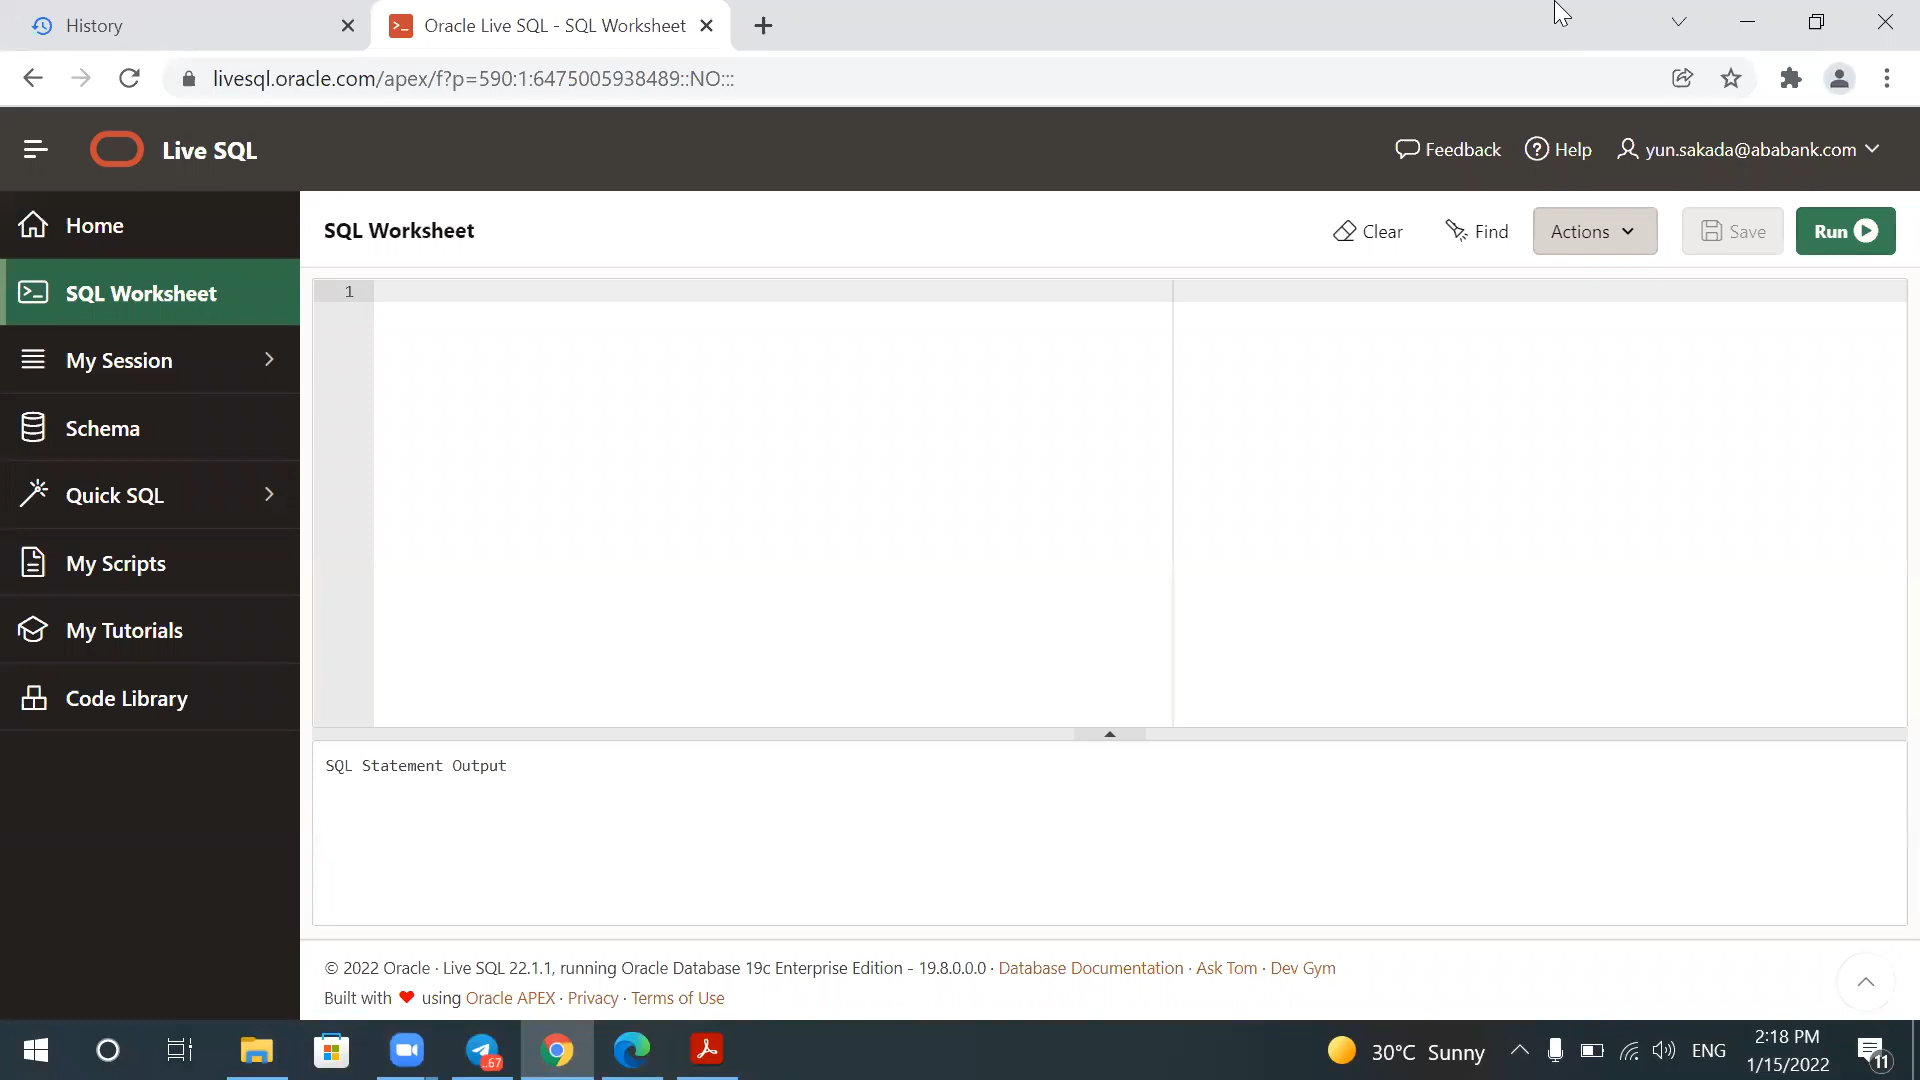 History
Oracle Live SQL - SQL Worksheet
livesql.oracle.com/apex/f?p=590:1:6475005938489::NO:::
Live SQL
Feedback
Help
yun.sakada@ababank.com
Home
SQL Worksheet
My Session
Schema
Quick SQL
My Scripts
My Tutorials
Code Library
SQL Worksheet
Clear
Find
Actions
Save
Run
1
SQL Statement Output
© 2022 Oracle · Live SQL 22.1.1, running Oracle Database 19c Enterprise Edition - 19.8.0.0.0 · Database Documentation · Ask Tom · Dev Gym
Built with ❤ using Oracle APEX · Privacy · Terms of Use
..67
30°C Sunny
ENG
2:18 PM
1/15/2022
11